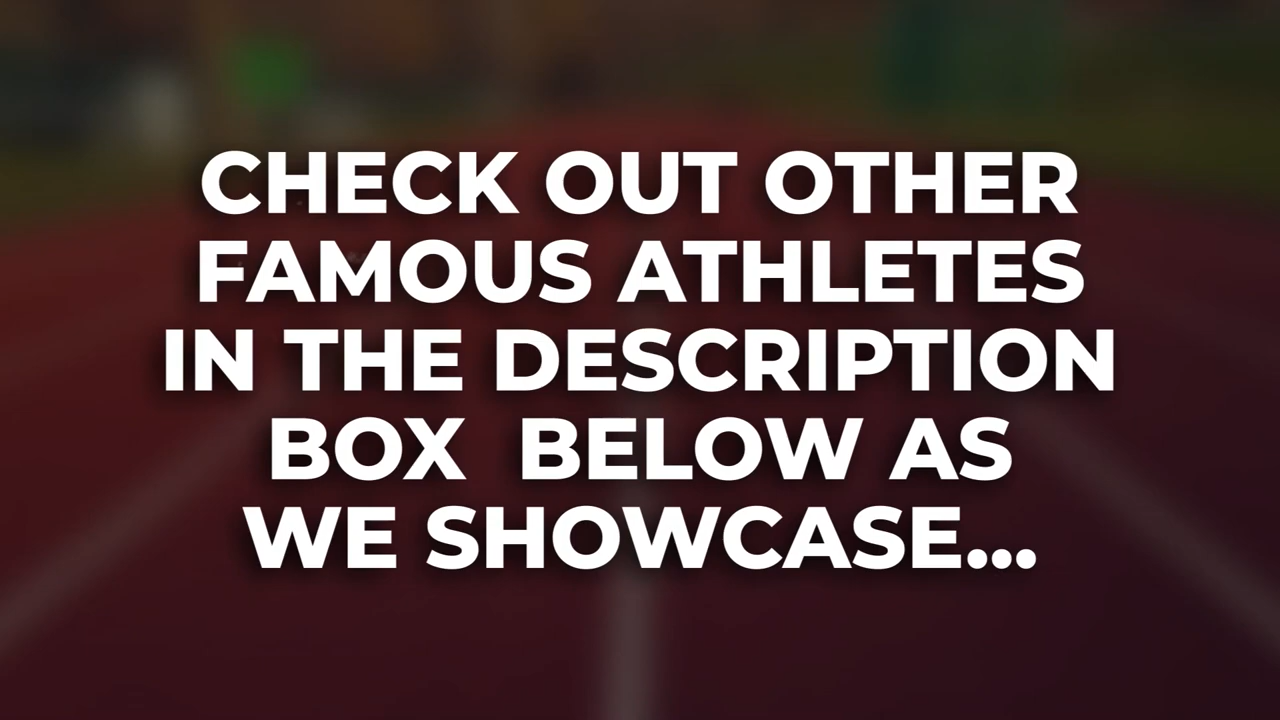 CHECK OUT OTHER
FAMOUS ATHLETES
IN THE DESCRIPTION
BOX  BELOW AS
WE SHOWCASE...